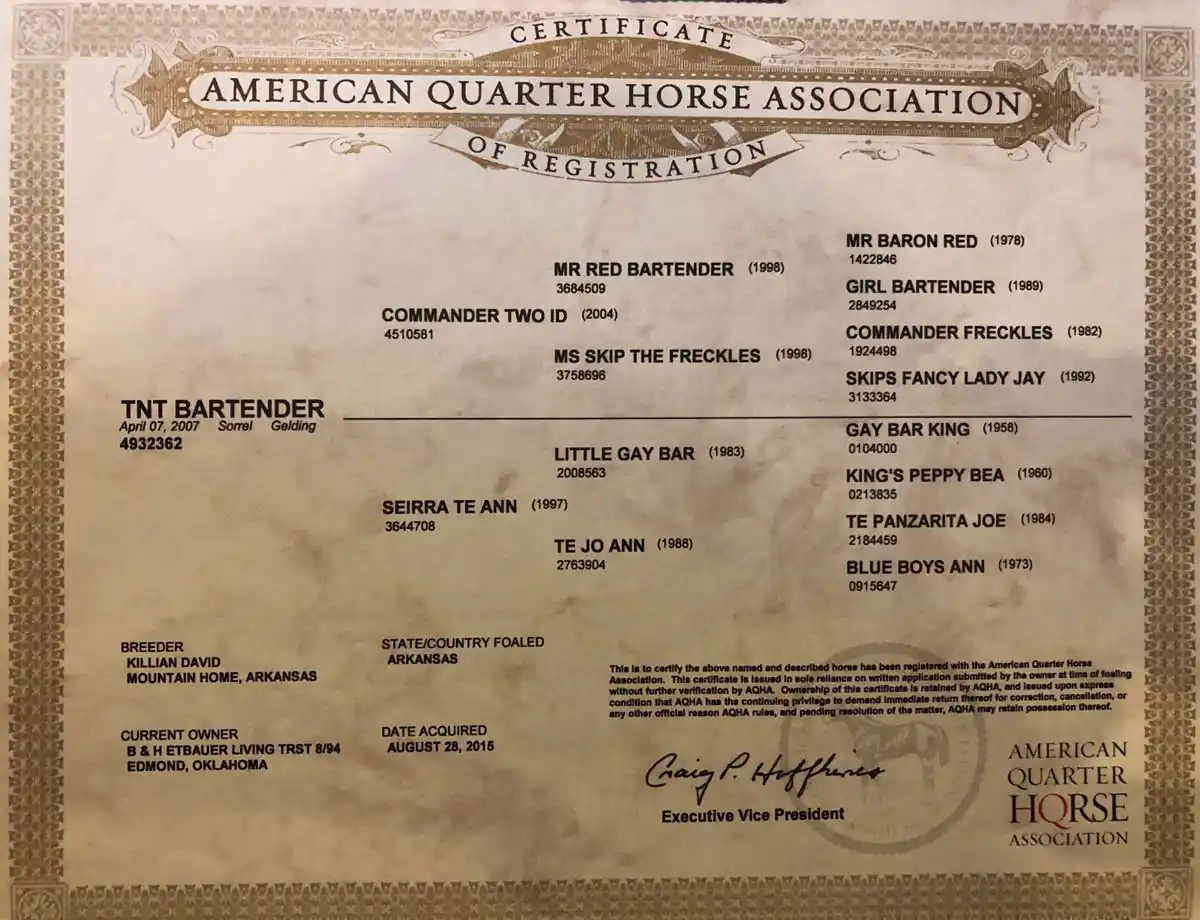 CERTIFICATE
AMERICAN QUARTER HORSE ASSOCIATION
OF REGISTRATION
TNT BARTENDER
April 07, 2007 Sorrel Gelding
4932362
COMMANDER TWO ID (2004)
4510581
SEIRRA TE ANN (1997)
3644708
MR RED BARTENDER (1998)
3684509
MS SKIP THE FRECKLES (1998)
3758696
LITTLE GAY BAR (1983)
2008563
TE JO ANN (1988)
2763904
MR BARON RED (1978)
1422846
GIRL BARTENDER (1989)
2849254
COMMANDER FRECKLES (1982)
1924498
SKIPS FANCY LADY JAY (1992)
3133364
GAY BAR KING (1958)
0104000
KING'S PEPPY BEA (1960)
0213835
TE PANZARITA JOE (1984)
2184459
BLUE BOYS ANN (1973)
0915647
BREEDER
KILLIAN DAVID
MOUNTAIN HOME, ARKANSAS
STATE/COUNTRY FOALED
ARKANSAS
CURRENT OWNER
B & H ETBAUER LIVING TRST 8/94
EDMOND, OKLAHOMA
DATE ACQUIRED
AUGUST 28, 2015
This is to certify the above named and described horse has been registered with the American Quarter Horse
Association. This certificate is issued in sole reliance on written application submitted by the owner at time of foaling
without further verification by AQHA. Ownership of this certificate is retained by AQHA, and issued upon express
condition that AQHA has the continuing privilege to demand immediate return thereof for correction, cancellation, or
any other official reason AQHA rules, and pending resolution of the matter, AQHA may retain possession thereof.
Craig P. Huffhines
Executive Vice President
AMERICAN
QUARTER
HORSE
ASSOCIATION